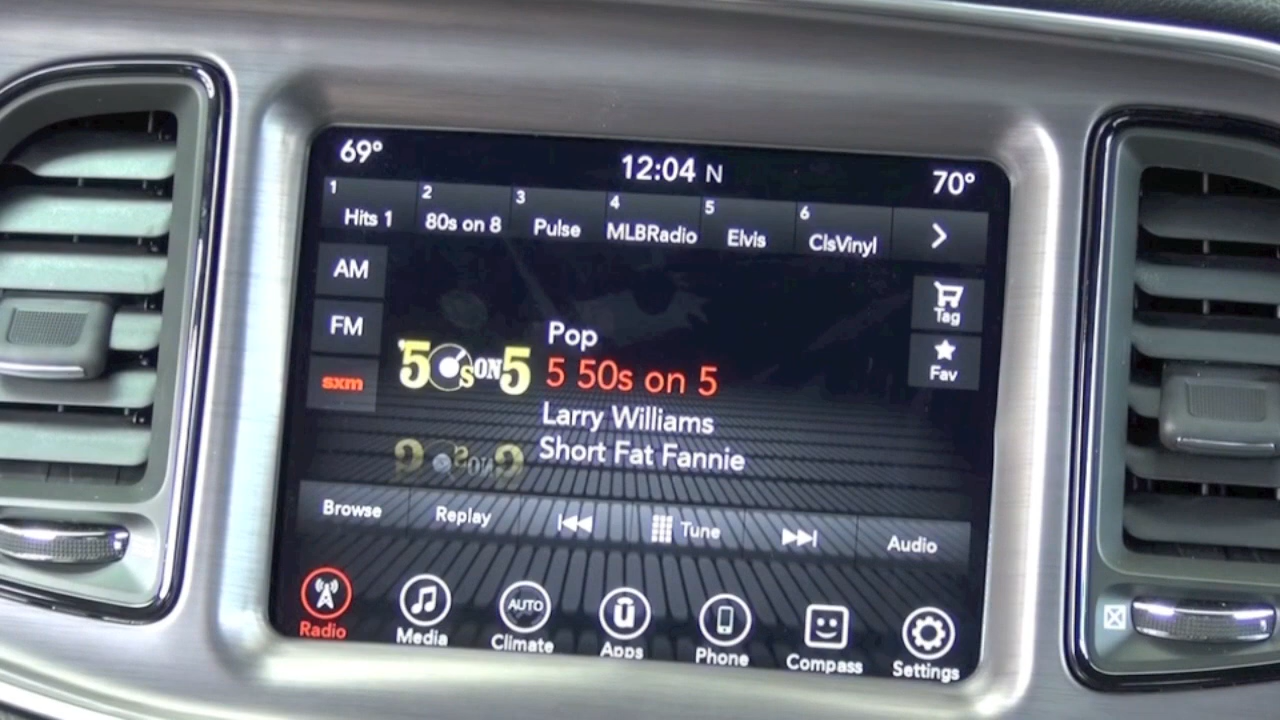 69° 12:04 N 70°
1 Hits 1 2 80s on 8 3 Pulse 4 MLBRadio 5 Elvis 6 ClsVinyl
AM
FM
sxm
Tag
Fav
50s ON 5
Pop
5 50s on 5
Larry Williams
Short Fat Fannie
Browse Replay Tune Audio
AUTO
Radio Media Climate Apps Phone Compass Settings